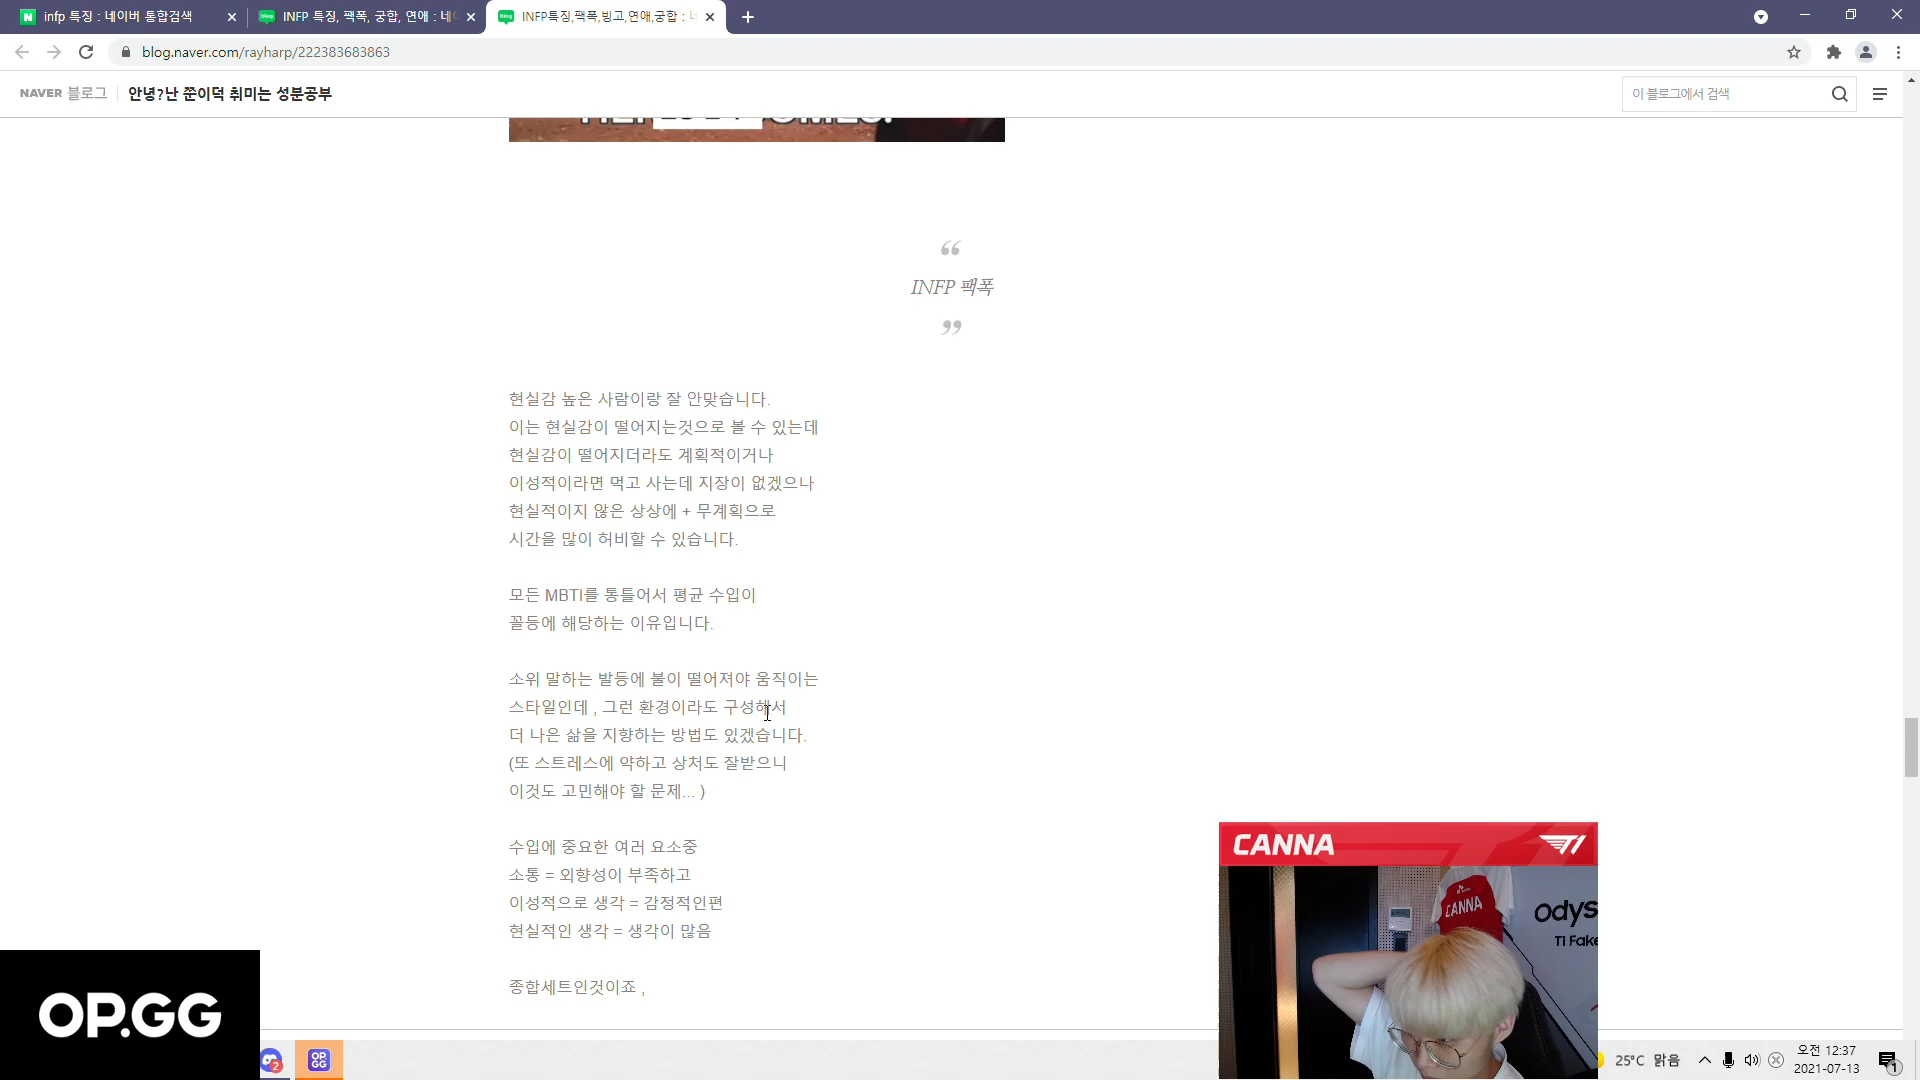 infp 특징 : 네이버 통합검색
INFP 특징, 팩폭, 궁합, 연애 : 네이
INFP특징,팩폭,빙고,연애,궁합 : ㄴ
blog.naver.com/rayharp/222383683863
NAVER 블로그
안녕?난 쭌이덕 취미는 성분공부
이 블로그에서 검색
“
INFP 팩폭
”
현실감 높은 사람이랑 잘 안맞습니다.
이는 현실감이 떨어지는것으로 볼 수 있는데
현실감이 떨어지더라도 계획적이거나
이성적이라면 먹고 사는데 지장이 없겠으나
현실적이지 않은 상상에 + 무계획으로
시간을 많이 허비할 수 있습니다.
모든 MBTI를 통틀어서 평균 수입이
꼴등에 해당하는 이유입니다.
소위 말하는 발등에 불이 떨어져야 움직이는
스타일인데 , 그런 환경이라도 구성해서
더 나은 삶을 지향하는 방법도 있겠습니다.
(또 스트레스에 약하고 상처도 잘받으니
이것도 고민해야 할 문제... )
수입에 중요한 여러 요소중
소통 = 외향성이 부족하고
이성적으로 생각 = 감정적인편
현실적인 생각 = 생각이 많음
종합세트인것이죠 ,
CANNA
T1
CANNA
Odys
T1 Fake
OP.GG
2
OP.GG
25°C 맑음
오전 12:37
2021-07-13
1